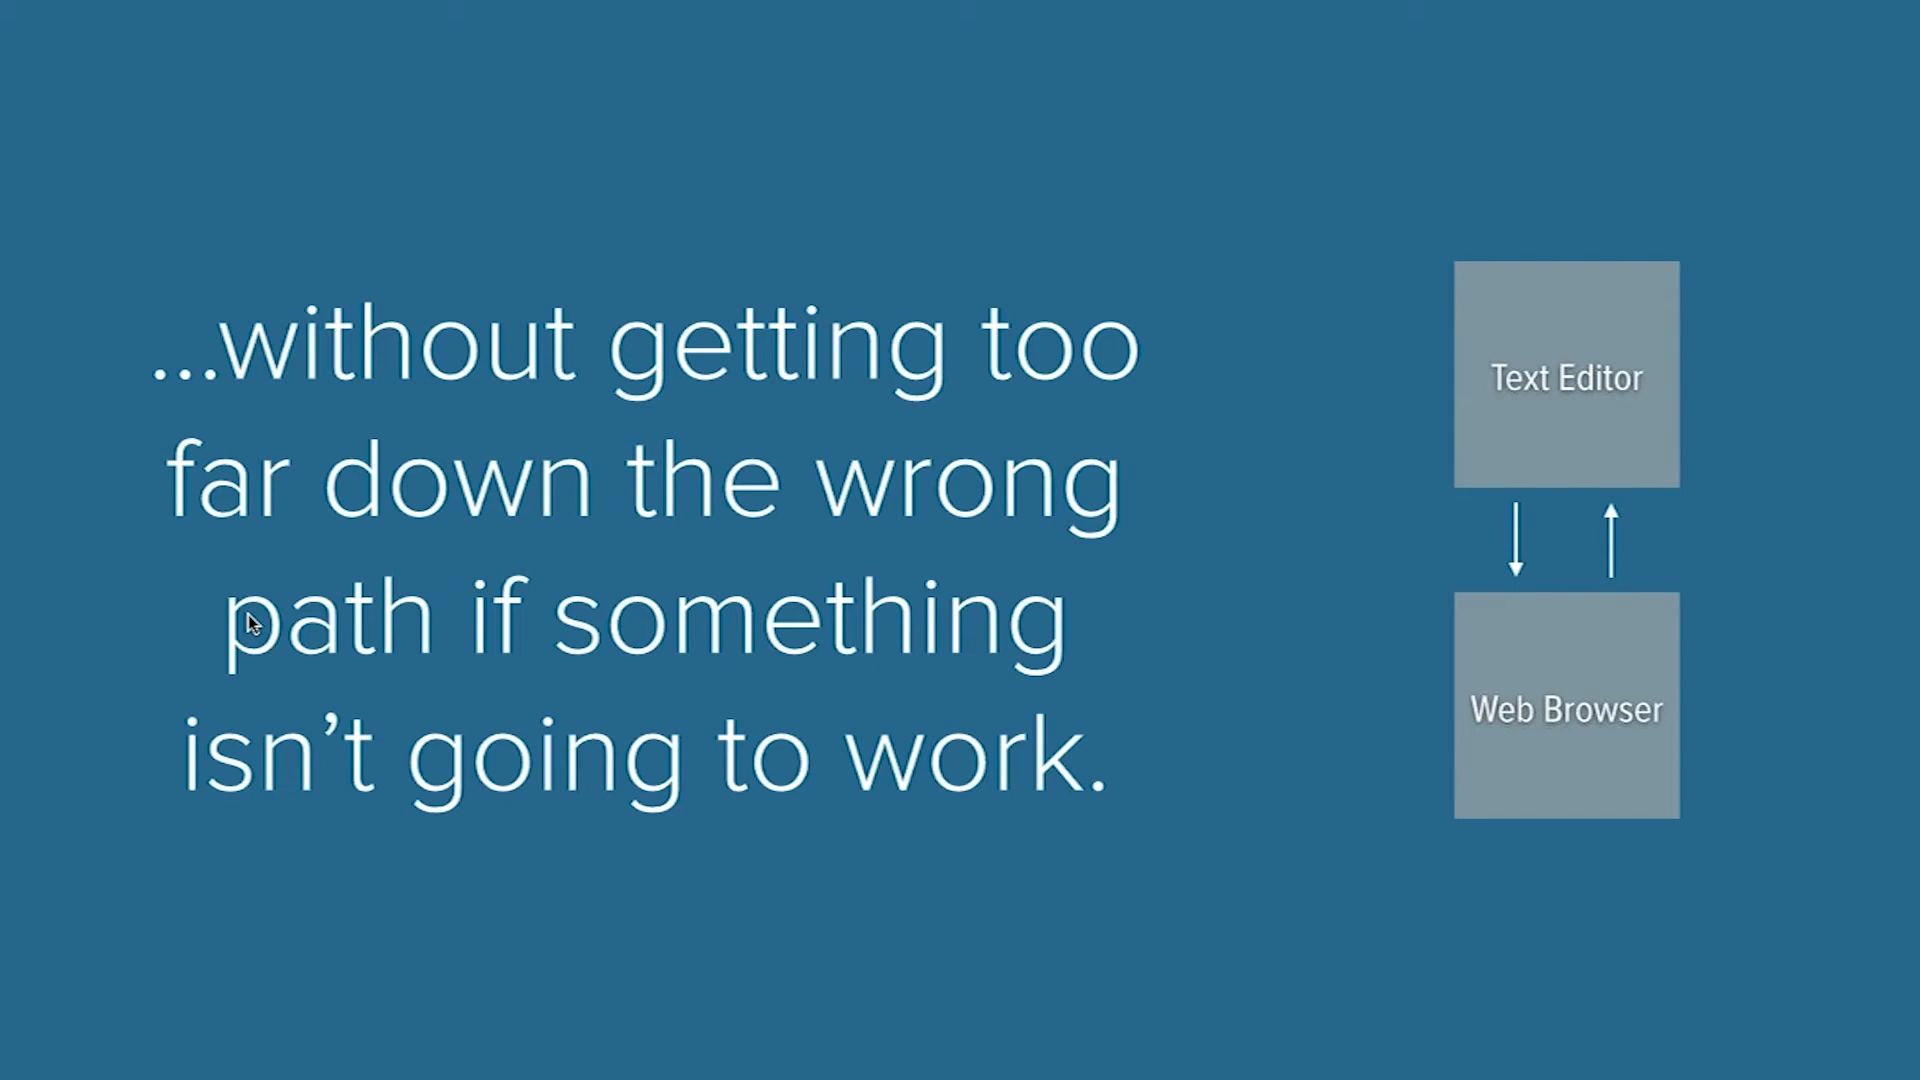 ...without getting too
far down the wrong
path if something
isn’t going to work.
Text Editor
Web Browser